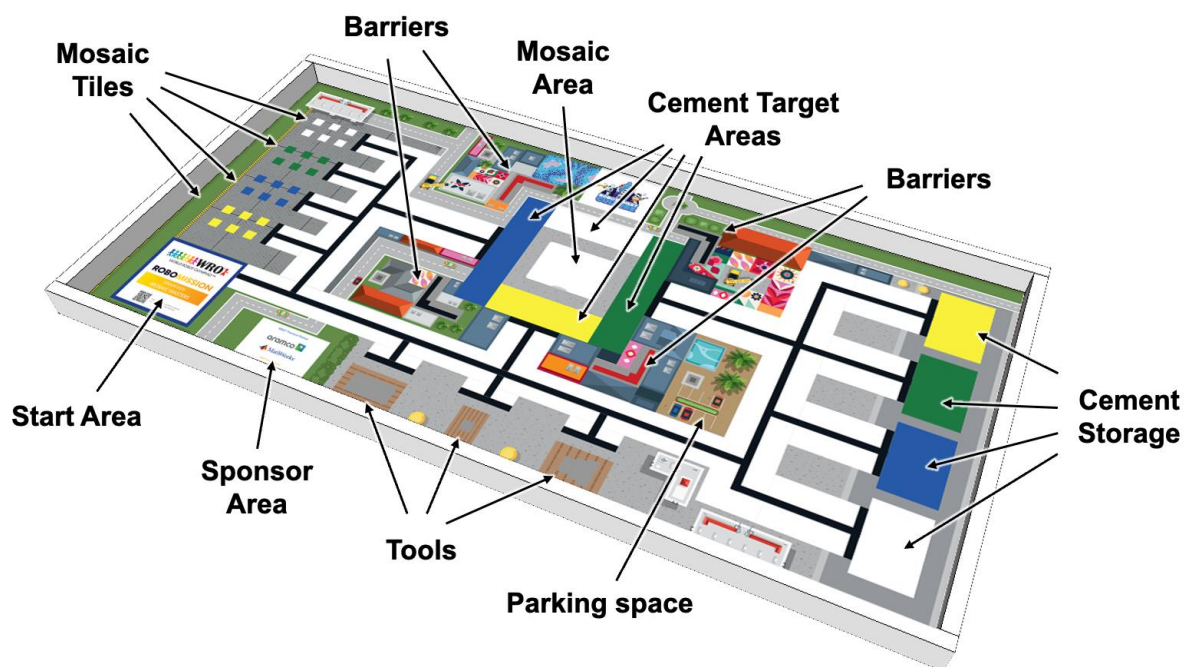 Barriers
Mosaic
Tiles
Mosaic
Area
Cement Target
Areas
Barriers
WRO
ROBOMISSION
aramco
MathWorks
Start Area
Sponsor
Area
Tools
Parking space
Cement
Storage